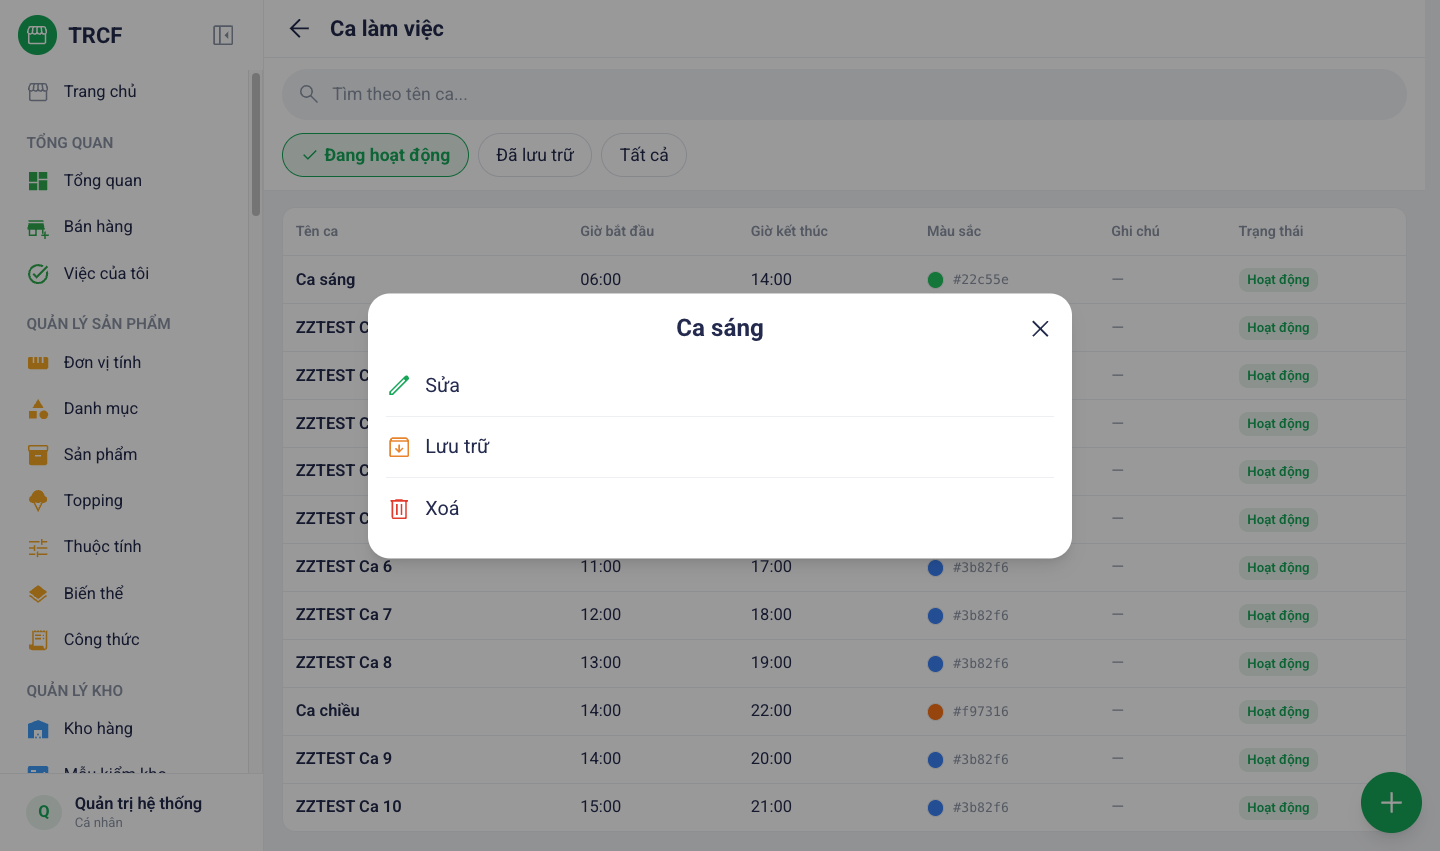 TRCF
Trang chủ
TỔNG QUAN
Tổng quan
Bán hàng
Việc của tôi
QUẢN LÝ SẢN PHẨM
Đơn vị tính
Danh mục
Sản phẩm
Topping
Thuộc tính
Biến thể
Công thức
QUẢN LÝ KHO
Kho hàng
Mẫu kiểm kho
Q
Quản trị hệ thống
Cá nhân
Ca làm việc
Tìm theo tên ca...
Đang hoạt động Đã lưu trữ Tất cả
Tên ca Giờ bắt đầu Giờ kết thúc Màu sắc Ghi chú Trạng thái
Ca sáng 06:00 14:00 #22c55e — Hoạt động
ZZTEST C — Hoạt động
ZZTEST C — Hoạt động
ZZTEST C — Hoạt động
ZZTEST C — Hoạt động
ZZTEST C — Hoạt động
ZZTEST Ca 6 11:00 17:00 #3b82f6 — Hoạt động
ZZTEST Ca 7 12:00 18:00 #3b82f6 — Hoạt động
ZZTEST Ca 8 13:00 19:00 #3b82f6 — Hoạt động
Ca chiều 14:00 22:00 #f97316 — Hoạt động
ZZTEST Ca 9 14:00 20:00 #3b82f6 — Hoạt động
ZZTEST Ca 10 15:00 21:00 #3b82f6 — Hoạt động
Ca sáng
Sửa
Lưu trữ
Xoá